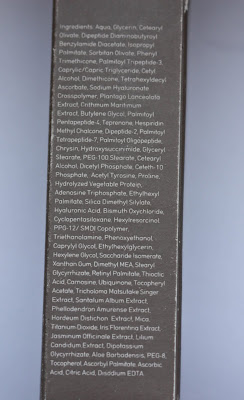 Ingredients: Aqua, Glycerin, Cetearyl
Olivate, Dipeptide Diaminobutyroyl
Benzylamide Diacetate, Isopropyl
Palmitate, Sorbitan Olivate, Phenyl
Trimethicone, Palmitoyl Tripeptide-3,
Caprylic/Capric Triglyceride, Cetyl
Alcohol, Dimethicone, Tetrahexyldecyl
Ascorbate, Sodium Hyaluronate
Crosspolymer, Plantago Lanceolata
Extract, Crithmum Maritimum
Extract, Butylene Glycol, Palmitoyl
Pentapeptide-4, Teprenone, Hesperidin
Methyl Chalcone, Dipeptide-2, Palmitoyl
Tetrapeptide-7, Palmitoyl Oligopeptide,
Chrysin, Hydroxysuccinimide, Glyceryl
Stearate, PEG-100 Stearate, Cetearyl
Alcohol, Dicetyl Phosphate, Ceteth-10
Phosphate, Acetyl Tyrosine, Proline,
Hydrolyzed Vegetable Protein,
Adenosine Triphosphate, Ethylhexyl
Palmitate, Silica Dimethyl Silylate,
Hyaluronic Acid, Bismuth Oxychloride,
Cyclopentasiloxane, Hexylresorcinol,
PPG-12/ SMDI Copolymer,
Triethanolamine, Phenoxyethanol,
Caprylyl Glycol, Ethylhexylglycerin,
Hexylene Glycol, Saccharide Isomerate,
Xanthan Gum, Dimethyl MEA, Stearyl
Glycyrrhizate, Retinyl Palmitate, Thioctic
Acid, Carnosine, Ubiquinone, Tocopheryl
Acetate, Tricholoma Matsutake Singer
Extract, Santalum Album Extract,
Phellodendron Amurense Extract,
Hordeum Distichon Extract, Mica,
Titanium Dioxide, Iris Florentina Extract,
Jasminum Officinale Extract, Lilium
Candidum Extract, Dipotassium
Glycyrrhizate, Aloe Barbadensis, PEG-8,
Tocopherol, Ascorbyl Palmitate, Ascorbic
Acid, Citric Acid, Disodium EDTA.